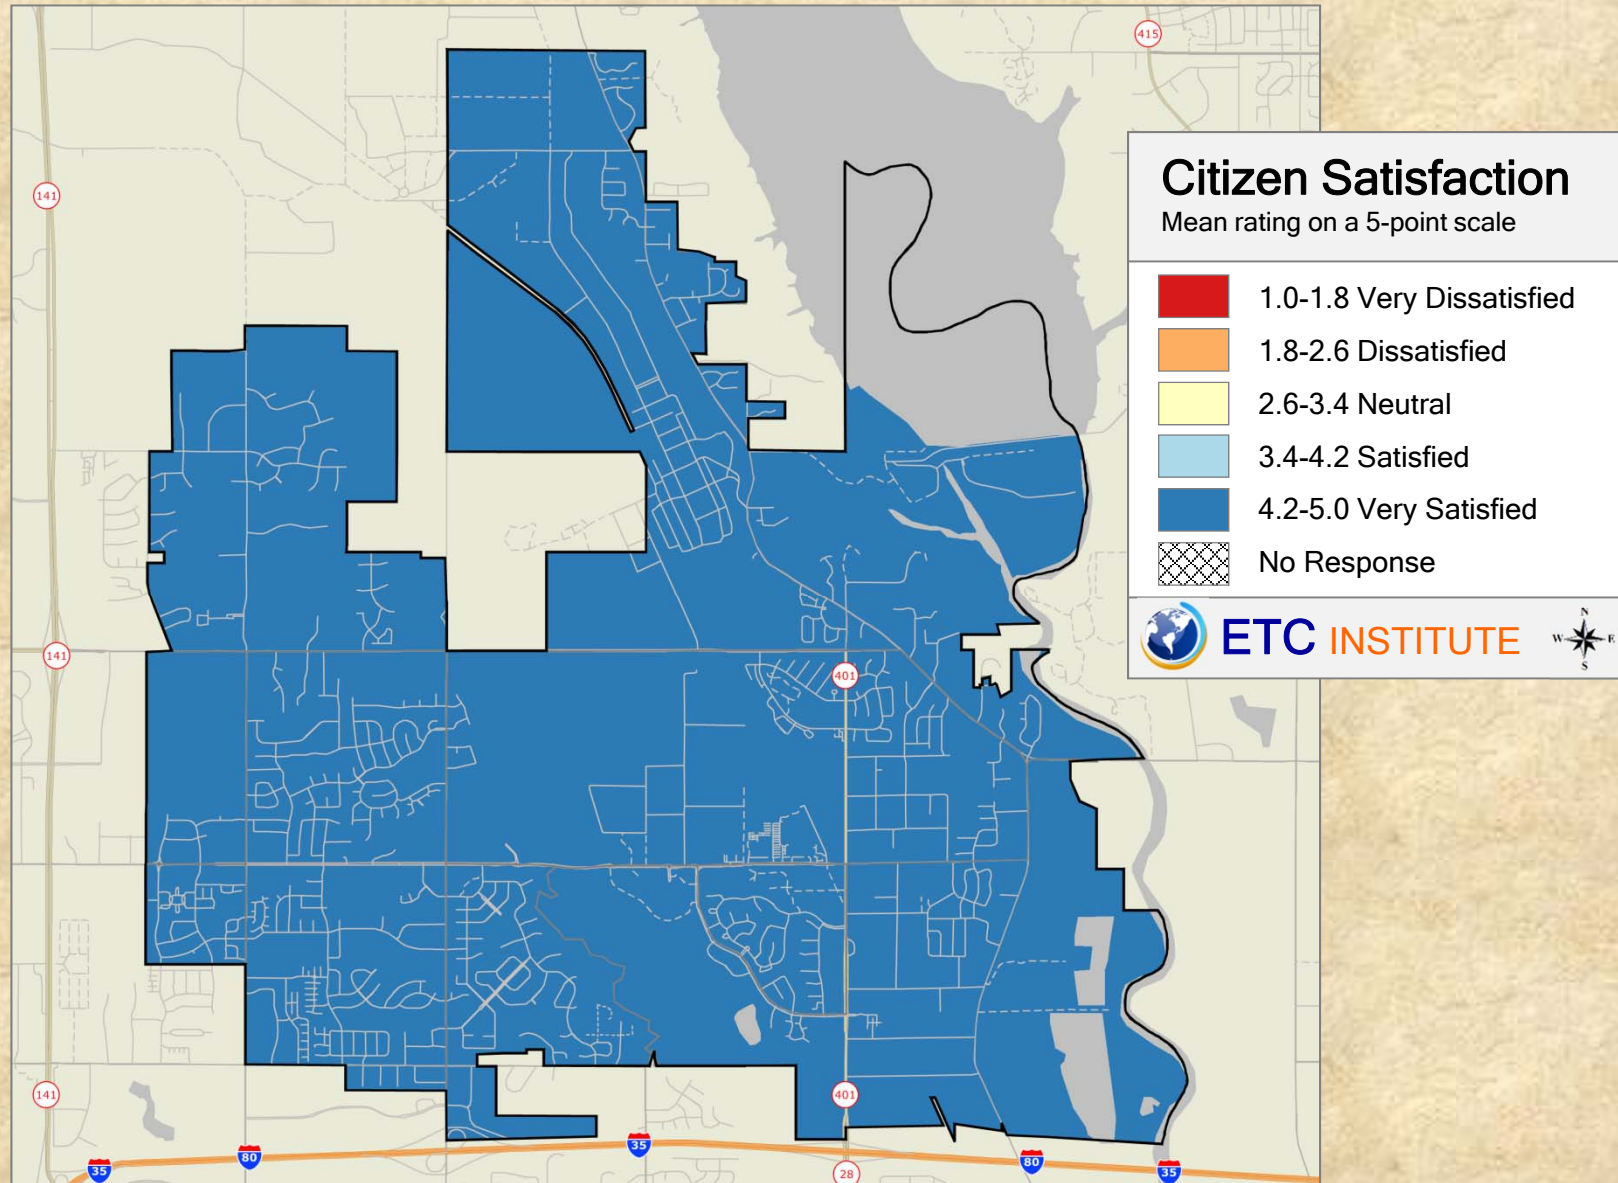 415
141
Citizen Satisfaction
Mean rating on a 5-point scale
1.0-1.8 Very Dissatisfied
1.8-2.6 Dissatisfied
2.6-3.4 Neutral
3.4-4.2 Satisfied
4.2-5.0 Very Satisfied
No Response
ETC INSTITUTE
N
W E
S
141
401
141
401
35
80
35
80
35
28